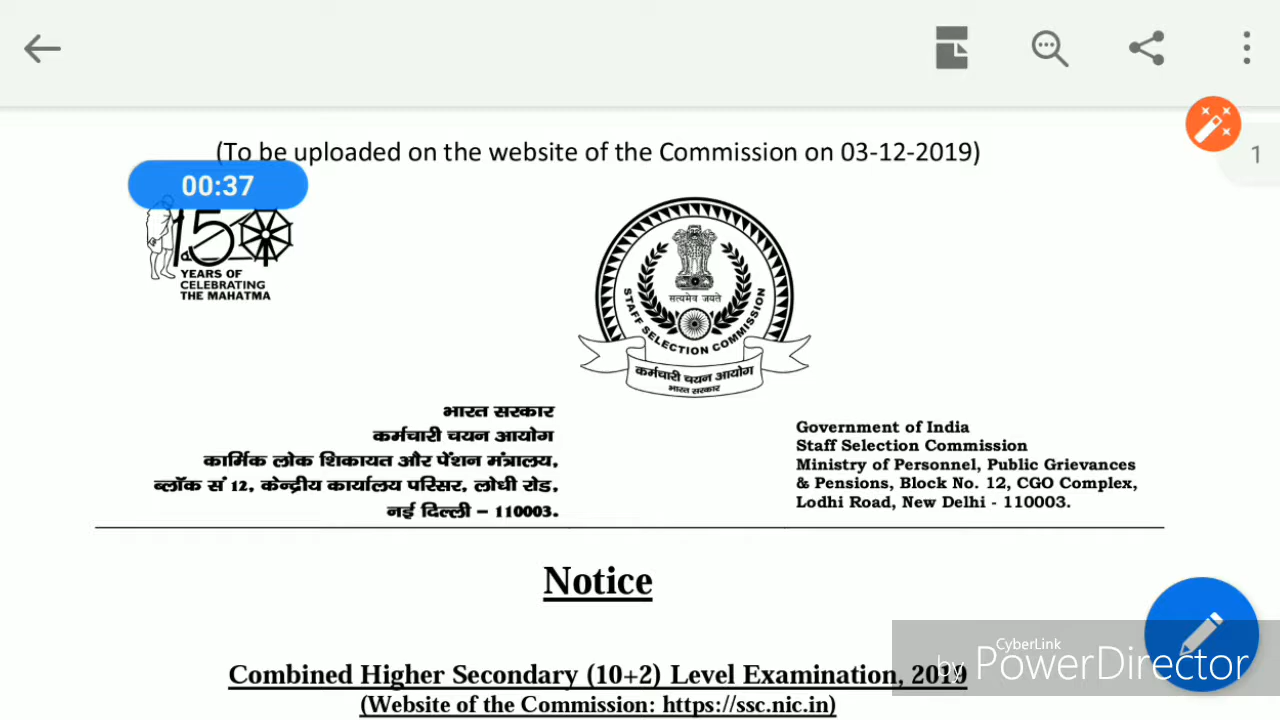 (To be uploaded on the website of the Commission on 03-12-2019)
1
00:37
150
YEARS OF
CELEBRATING
THE MAHATMA
सत्यमेव जयते
STAFF SELECTION COMMISSION
कर्मचारी चयन आयोग
भारत सरकार
भारत सरकार
कर्मचारी चयन आयोग
कार्मिक लोक शिकायत और पेंशन मंत्रालय,
ब्लॉक सं 12, केन्द्रीय कार्यालय परिसर, लोधी रोड,
नई दिल्ली – 110003.
Government of India
Staff Selection Commission
Ministry of Personnel, Public Grievances
& Pensions, Block No. 12, CGO Complex,
Lodhi Road, New Delhi - 110003.
Notice
Combined Higher Secondary (10+2) Level Examination, 2019
(Website of the Commission: https://ssc.nic.in)
CyberLink
by PowerDirector